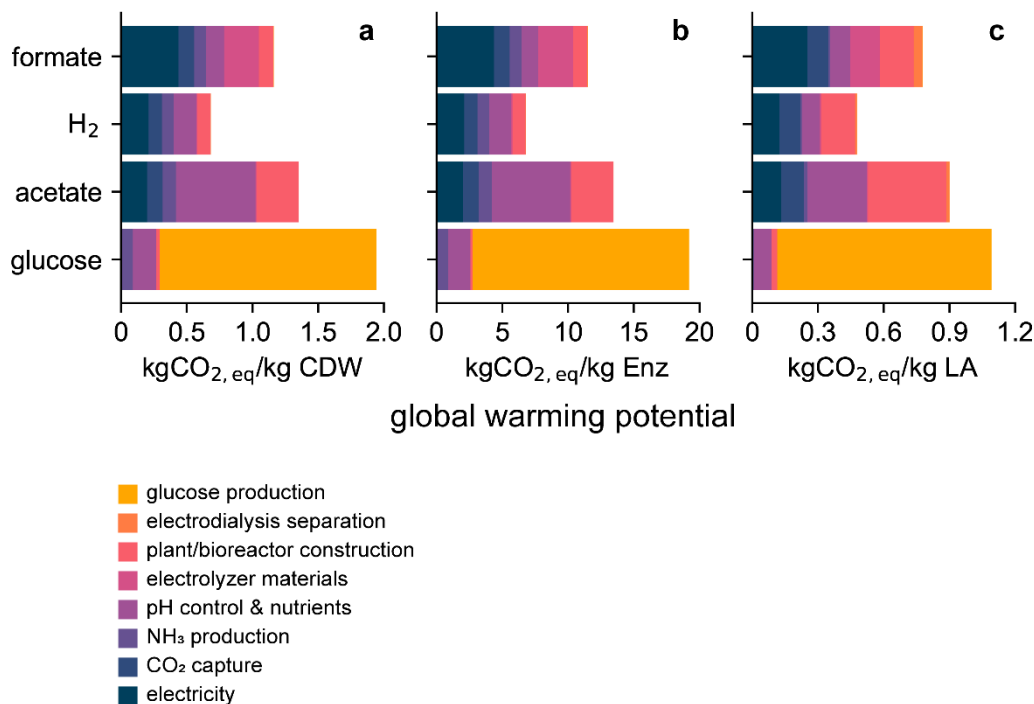 a
b
c
formate
H₂
acetate
glucose
0 0.5 1.0 1.5 2.0
0 5 10 15 20
0 0.3 0.6 0.9 1.2
kgCO₂, eq/kg CDW
kgCO₂, eq/kg Enz
kgCO₂, eq/kg LA
global warming potential
glucose production
electrodialysis separation
plant/bioreactor construction
electrolyzer materials
pH control & nutrients
NH₃ production
CO₂ capture
electricity